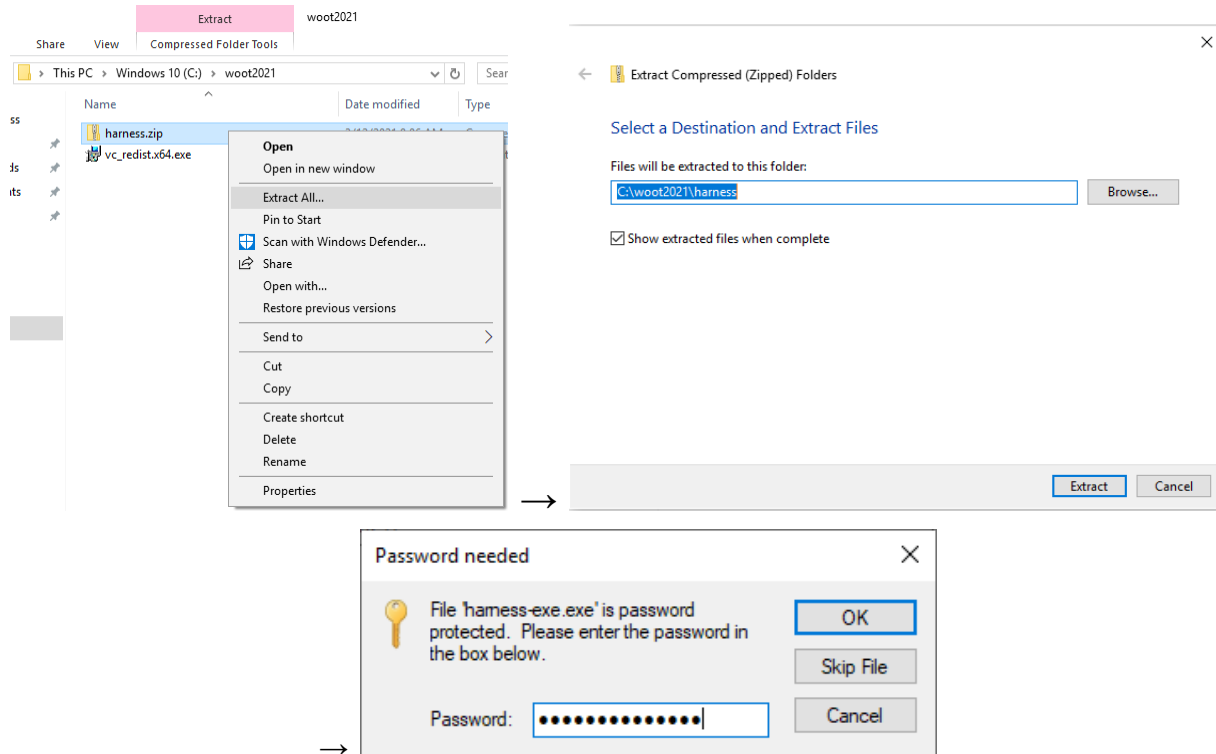 Extract
woot2021
Share
View
Compressed Folder Tools
This PC > Windows 10 (C:) > woot2021
Name
Date modified
Type
harness.zip
vc_redist.x64.exe
Open
Open in new window
Extract All...
Pin to Start
Scan with Windows Defender...
Share
Open with...
Restore previous versions
Send to
Cut
Copy
Create shortcut
Delete
Rename
Properties
→
Extract Compressed (Zipped) Folders
Select a Destination and Extract Files
Files will be extracted to this folder:
C:\woot2021\harness
Browse...
Show extracted files when complete
Extract
Cancel
→
Password needed
File 'harness-exe.exe' is password
protected. Please enter the password in
the box below.
OK
Skip File
Cancel
Password: ●●●●●●●●●●●●●●